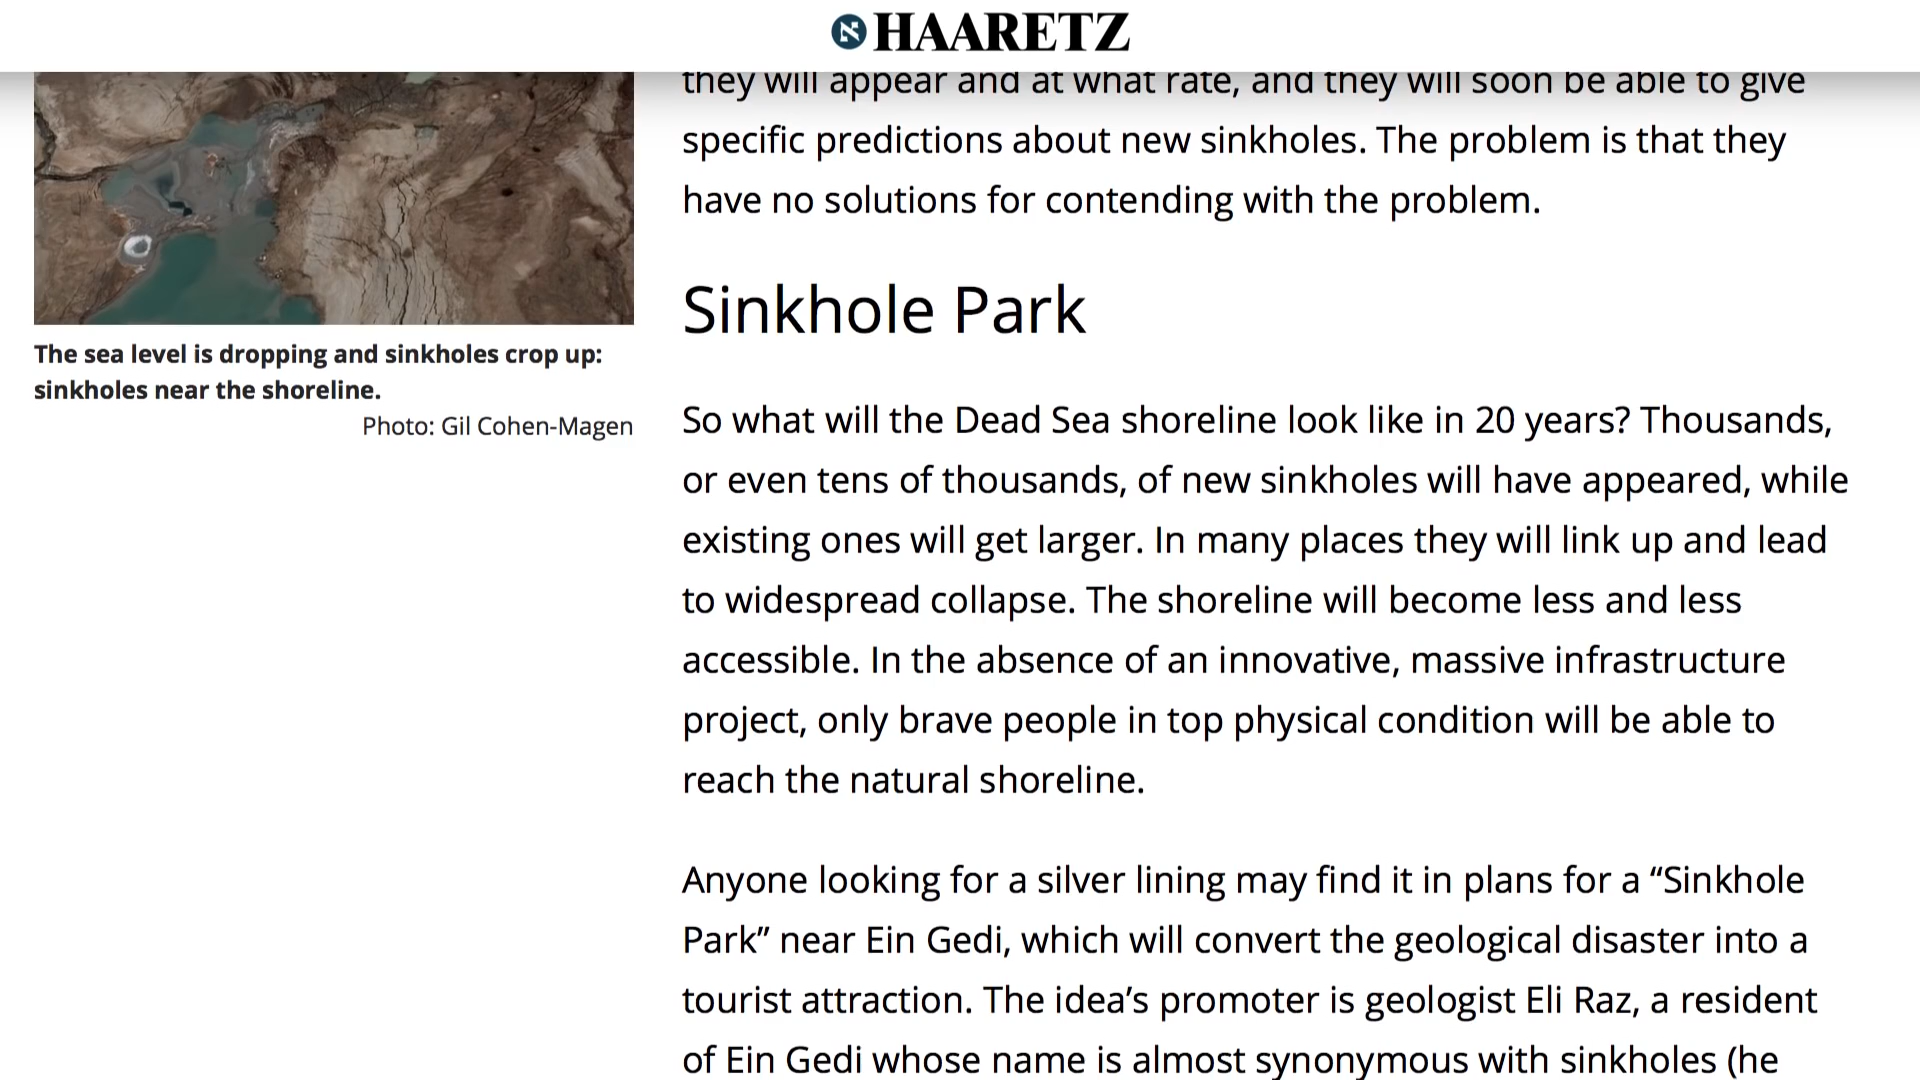 HAARETZ
they will appear and at what rate, and they will soon be able to give
specific predictions about new sinkholes. The problem is that they
have no solutions for contending with the problem.
The sea level is dropping and sinkholes crop up:
sinkholes near the shoreline.
Photo: Gil Cohen-Magen
Sinkhole Park
So what will the Dead Sea shoreline look like in 20 years? Thousands,
or even tens of thousands, of new sinkholes will have appeared, while
existing ones will get larger. In many places they will link up and lead
to widespread collapse. The shoreline will become less and less
accessible. In the absence of an innovative, massive infrastructure
project, only brave people in top physical condition will be able to
reach the natural shoreline.
Anyone looking for a silver lining may find it in plans for a “Sinkhole
Park” near Ein Gedi, which will convert the geological disaster into a
tourist attraction. The idea’s promoter is geologist Eli Raz, a resident
of Ein Gedi whose name is almost synonymous with sinkholes (he